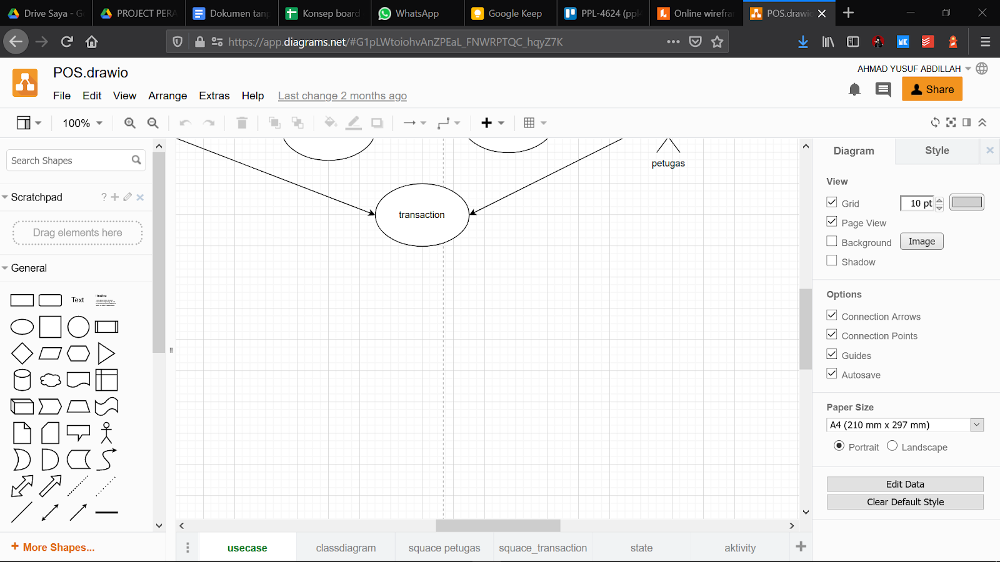 Drive Saya - G
PROJECT PERA
Dokumen tanp
Konsep board
WhatsApp
Google Keep
PPL-4624 (ppl4
Online wirefra
POS.drawio
https://app.diagrams.net/#G1pLWtoiohvAnZPEaL_FNWRPTQC_hqyZ7K
POS.drawio
AHMAD YUSUF ABDILLAH
File Edit View Arrange Extras Help Last change 2 months ago
Share
100%
Search Shapes
Scratchpad
Drag elements here
General
Text
Heading
More Shapes...
petugas
transaction
Diagram
Style
View
Grid
10 pt
Page View
Background
Image
Shadow
Options
Connection Arrows
Connection Points
Guides
Autosave
Paper Size
A4 (210 mm x 297 mm)
Portrait
Landscape
Edit Data
Clear Default Style
usecase
classdiagram
squace petugas
squace_transaction
state
aktivity